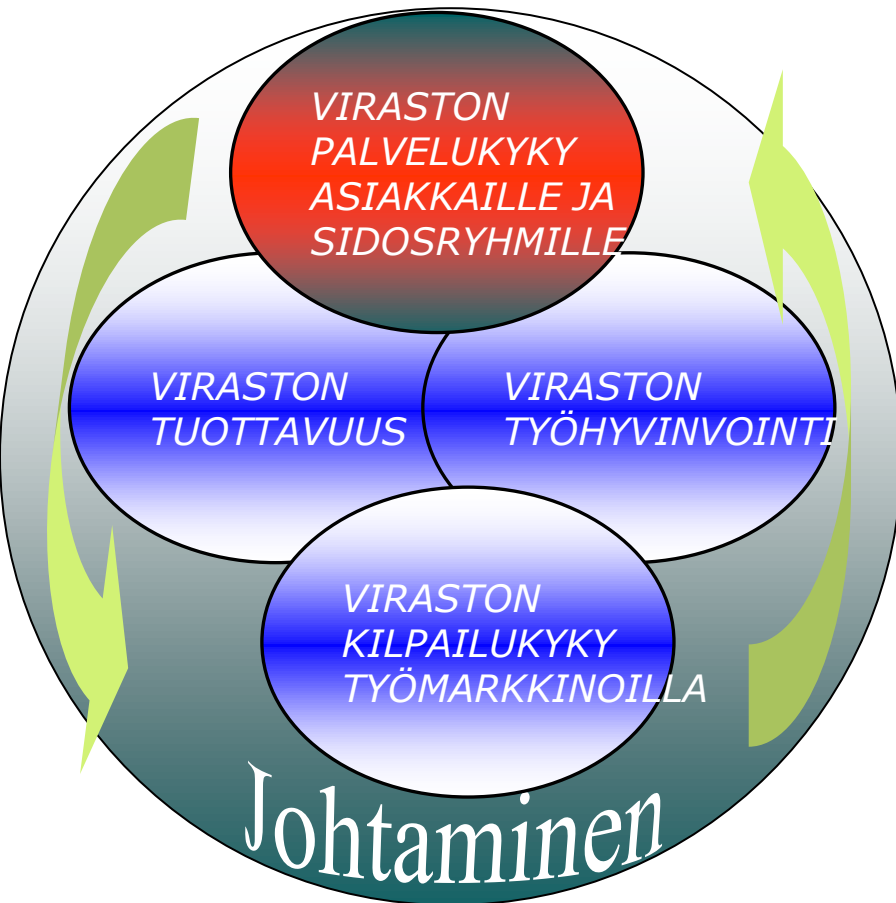 VIRASTON
PALVELUKYKY
ASIAKKAILLE JA
SIDOSRYHMILLE
VIRASTON
TUOTTAVUUS
VIRASTON
TYÖHYVINVOINTI
VIRASTON
KILPAILUKYKY
TYÖMARKKINOILLA
Johtaminen